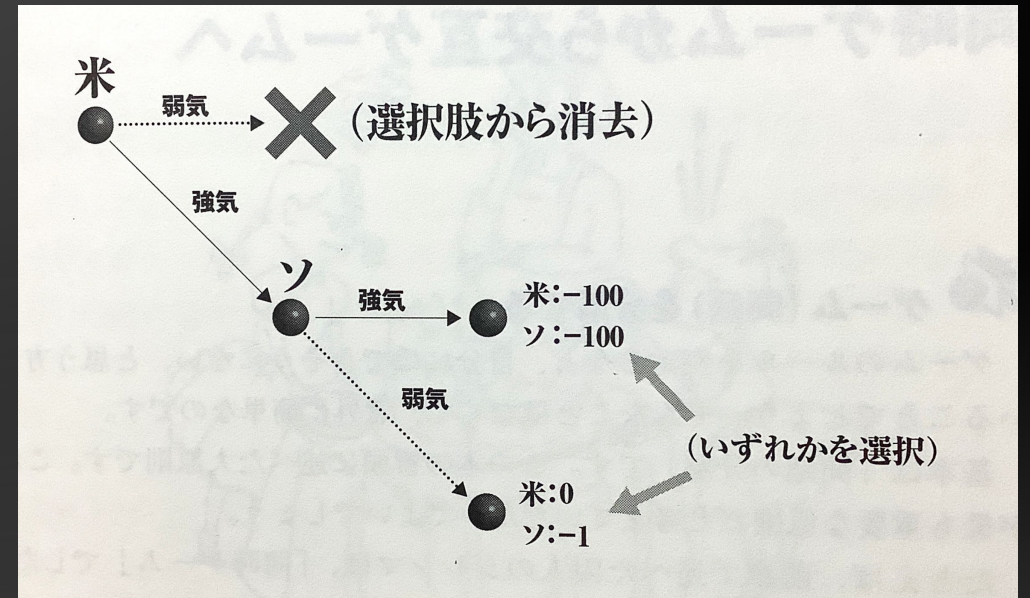 米
弱気
(選択肢から消去)
強気
ソ
強気
米:−100
ソ:−100
弱気
(いずれかを選択)
米:0
ソ:−1